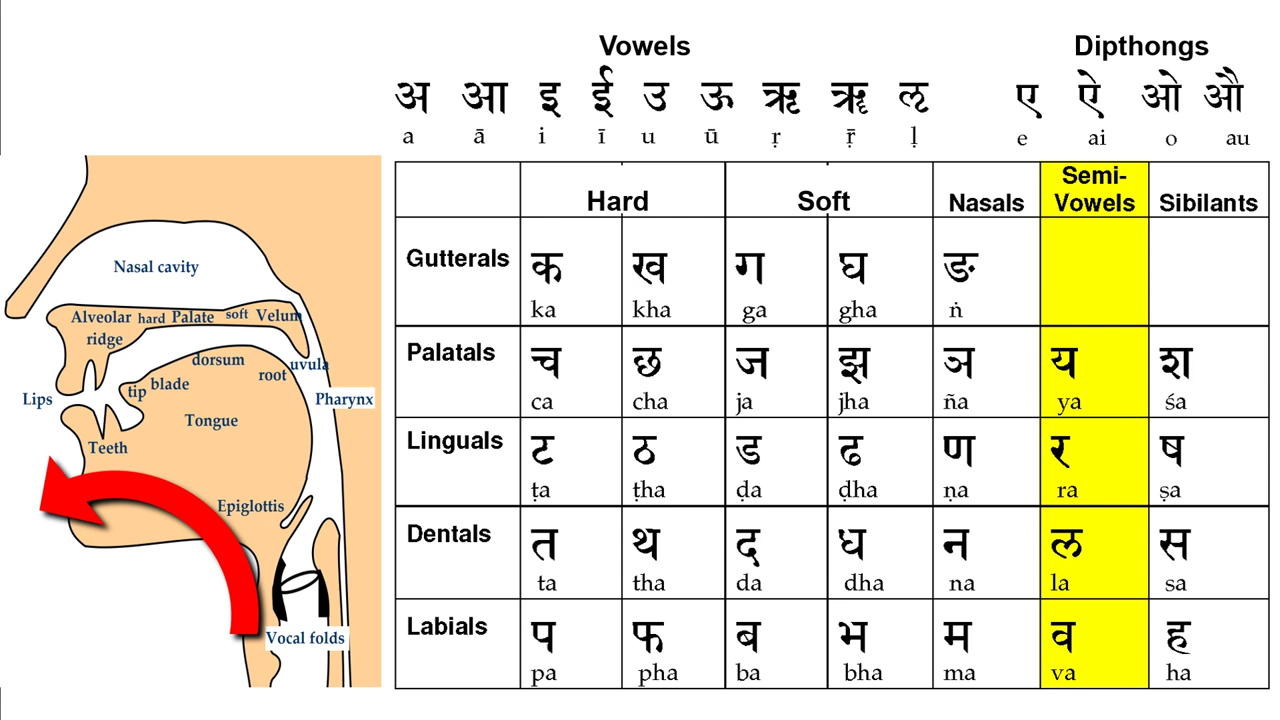 Vowels Dipthongs
अ आ इ ई उ ऊ ऋ ॠ ऌ ए ऐ ओ औ
a ā i ī u ū ṛ ṝ ḷ e ai o au
Hard Soft Nasals Semi-Vowels Sibilants
Gutterals क ख ग घ ङ
ka kha ga gha ṅ
Palatals च छ ज झ ञ य श
ca cha ja jha ña ya śa
Linguals ट ठ ड ढ ण र ष
ṭa ṭha ḍa ḍha ṇa ra ṣa
Dentals त थ द ध न ल स
ta tha da dha na la sa
Labials प फ ब भ म व ह
pa pha ba bha ma va ha
Nasal cavity
Alveolar ridge
hard Palate soft
Velum
dorsum
uvula
root
blade
tip
Lips
Pharynx
Tongue
Teeth
Epiglottis
Vocal folds